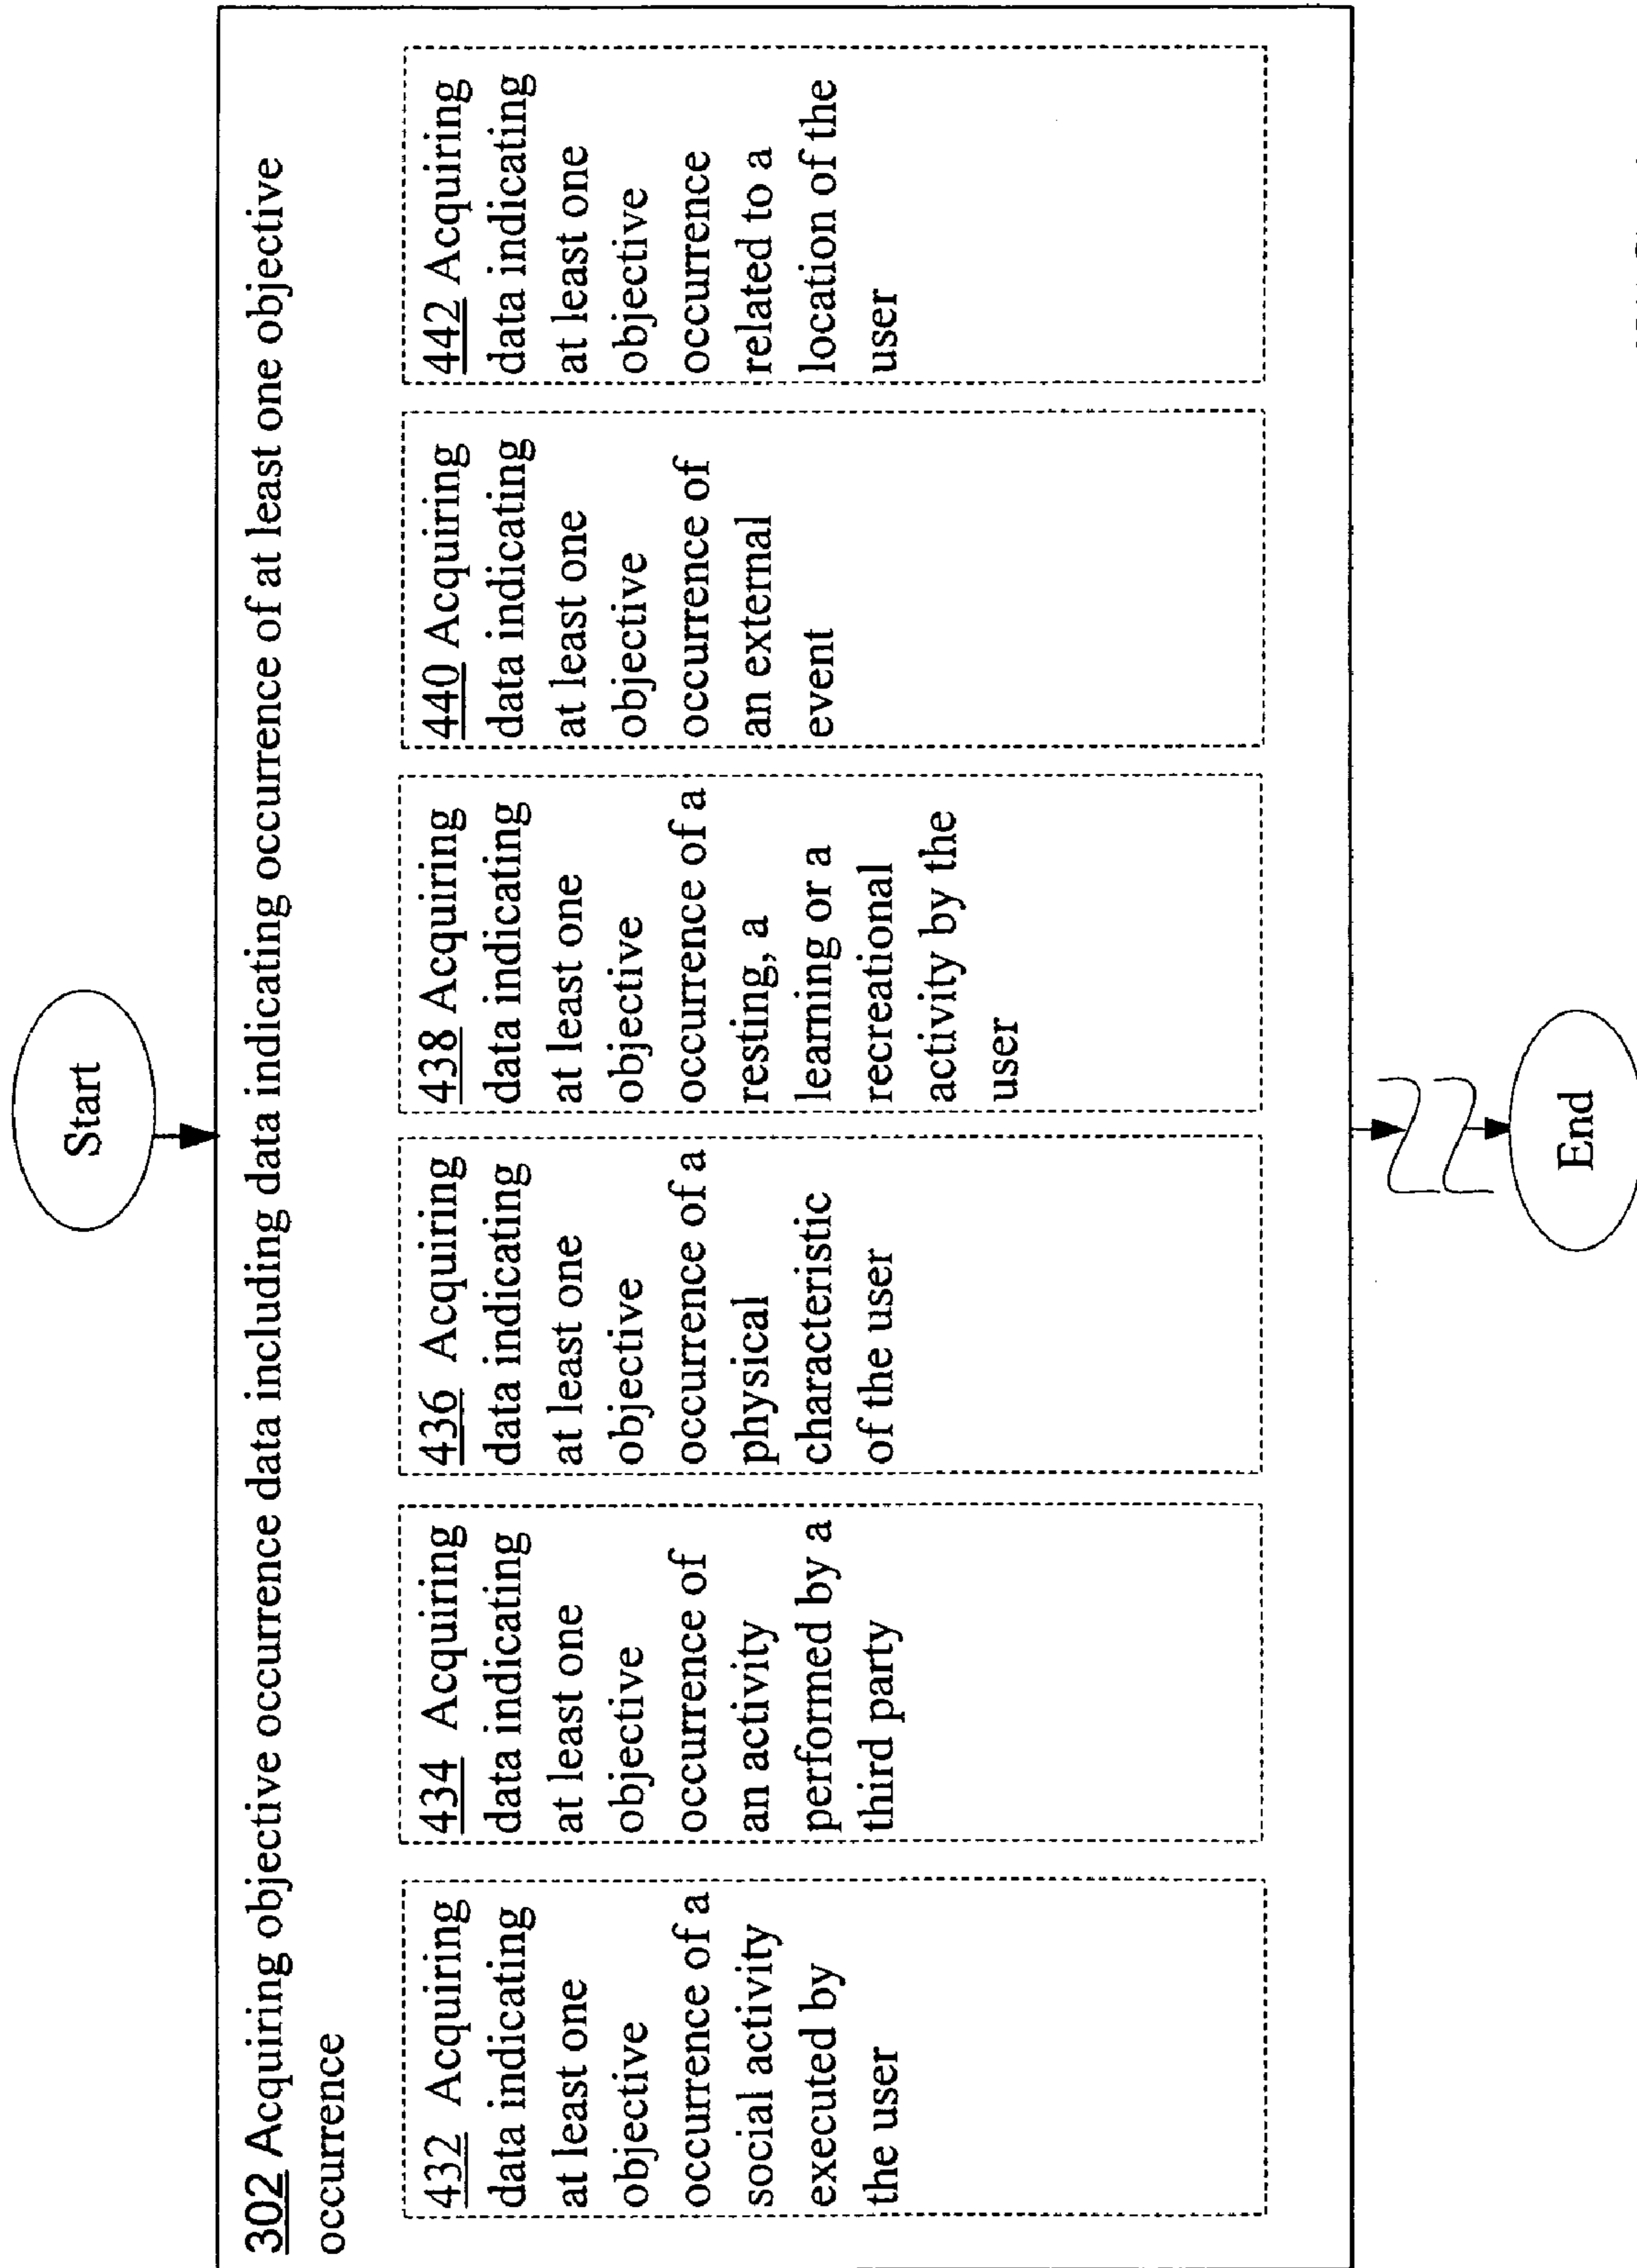 Start
302 Acquiring objective occurrence data including data indicating occurrence of at least one objective
occurrence
432 Acquiring
data indicating
at least one
objective
occurrence of a
social activity
executed by
the user
434 Acquiring
data indicating
at least one
objective
occurrence of
an activity
performed by a
third party
436 Acquiring
data indicating
at least one
objective
occurrence of a
physical
characteristic
of the user
438 Acquiring
data indicating
at least one
objective
occurrence of a
resting, a
learning or a
recreational
activity by the
user
440 Acquiring
data indicating
at least one
objective
occurrence of
an external
event
442 Acquiring
data indicating
at least one
objective
occurrence
related to a
location of the
user
End